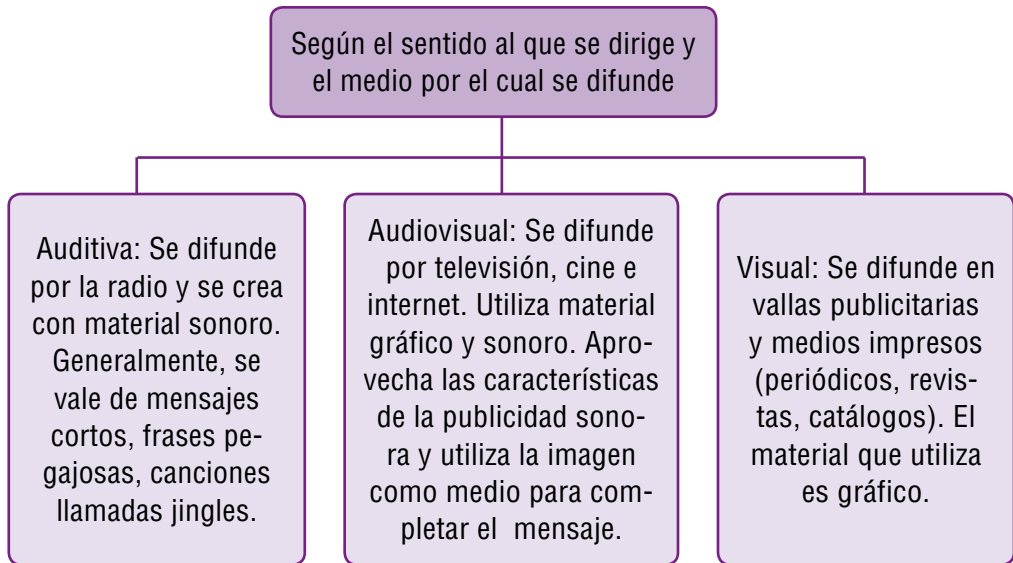 Según el sentido al que se dirige y
el medio por el cual se difunde
Auditiva: Se difunde
por la radio y se crea
con material sonoro.
Generalmente, se
vale de mensajes
cortos, frases pe-
gajosas, canciones
llamadas jingles.
Audiovisual: Se difunde
por televisión, cine e
internet. Utiliza material
gráfico y sonoro. Apro-
vecha las características
de la publicidad sono-
ra y utiliza la imagen
como medio para com-
pletar el  mensaje.
Visual: Se difunde en
vallas publicitarias
y medios impresos
(periódicos, revis-
tas, catálogos). El
material que utiliza
es gráfico.